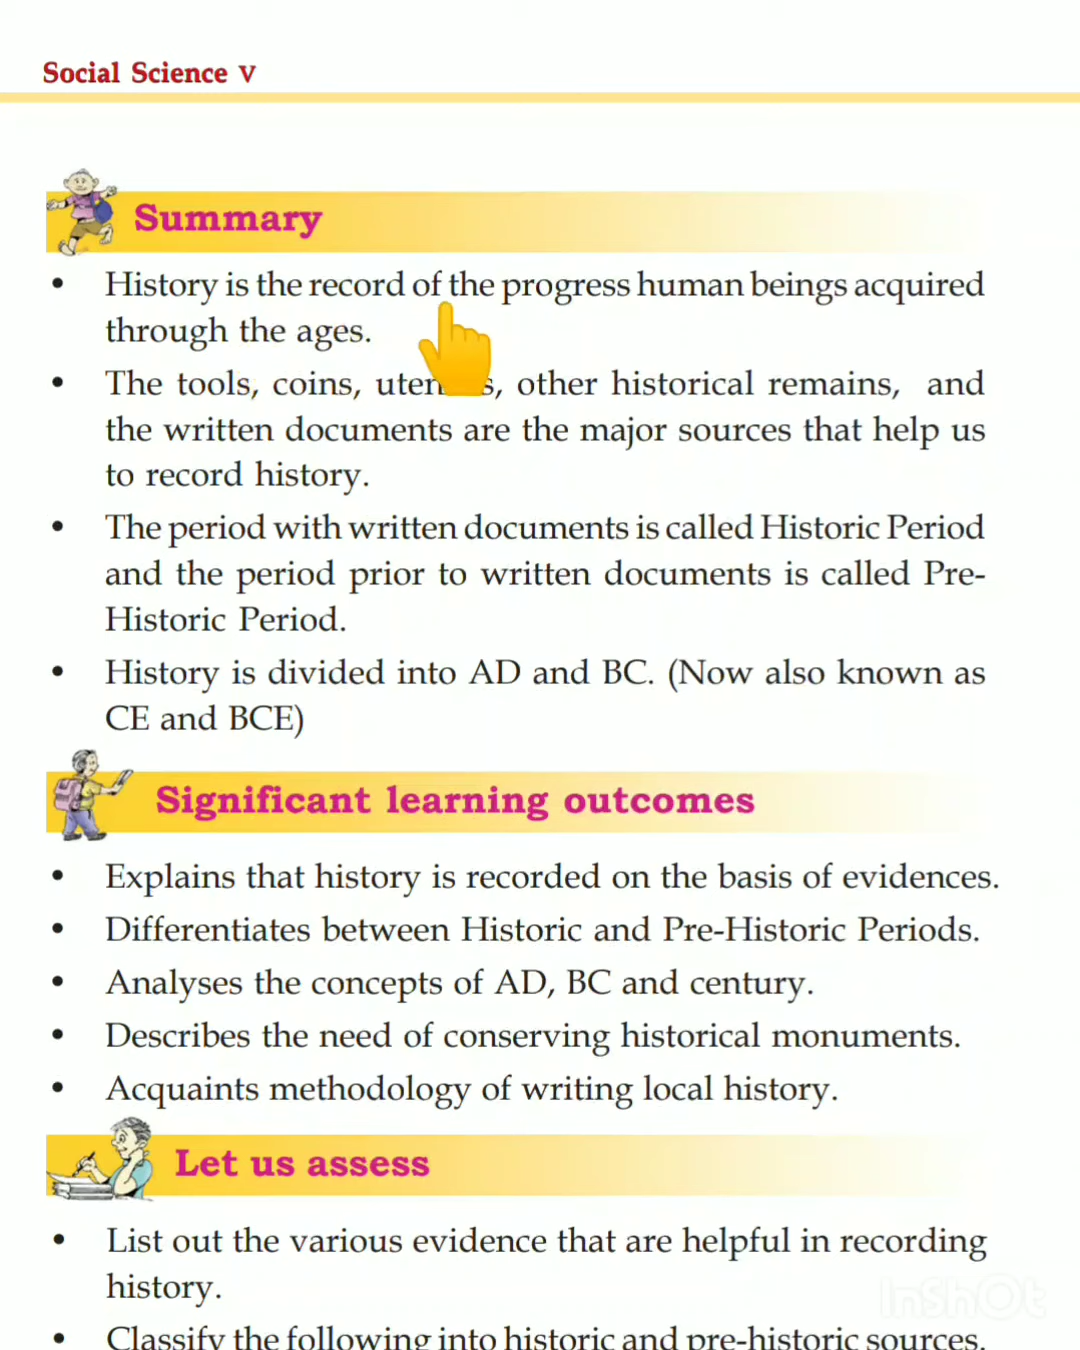 Social Science V
Summary
• History is the record of the progress human beings acquired
through the ages.
• The tools, coins, other historical remains, and
the written documents are the major sources that help us
to record history.
• The period with written documents is called Historic Period
and the period prior to written documents is called Pre-
Historic Period.
• History is divided into AD and BC. (Now also known as
CE and BCE)
Significant learning outcomes
• Explains that history is recorded on the basis of evidences.
• Differentiates between Historic and Pre-Historic Periods.
• Analyses the concepts of AD, BC and century.
• Describes the need of conserving historical monuments.
• Acquaints methodology of writing local history.
Let us assess
• List out the various evidence that are helpful in recording
history.
InShOt
• Classify the following into historic and pre-historic sources.